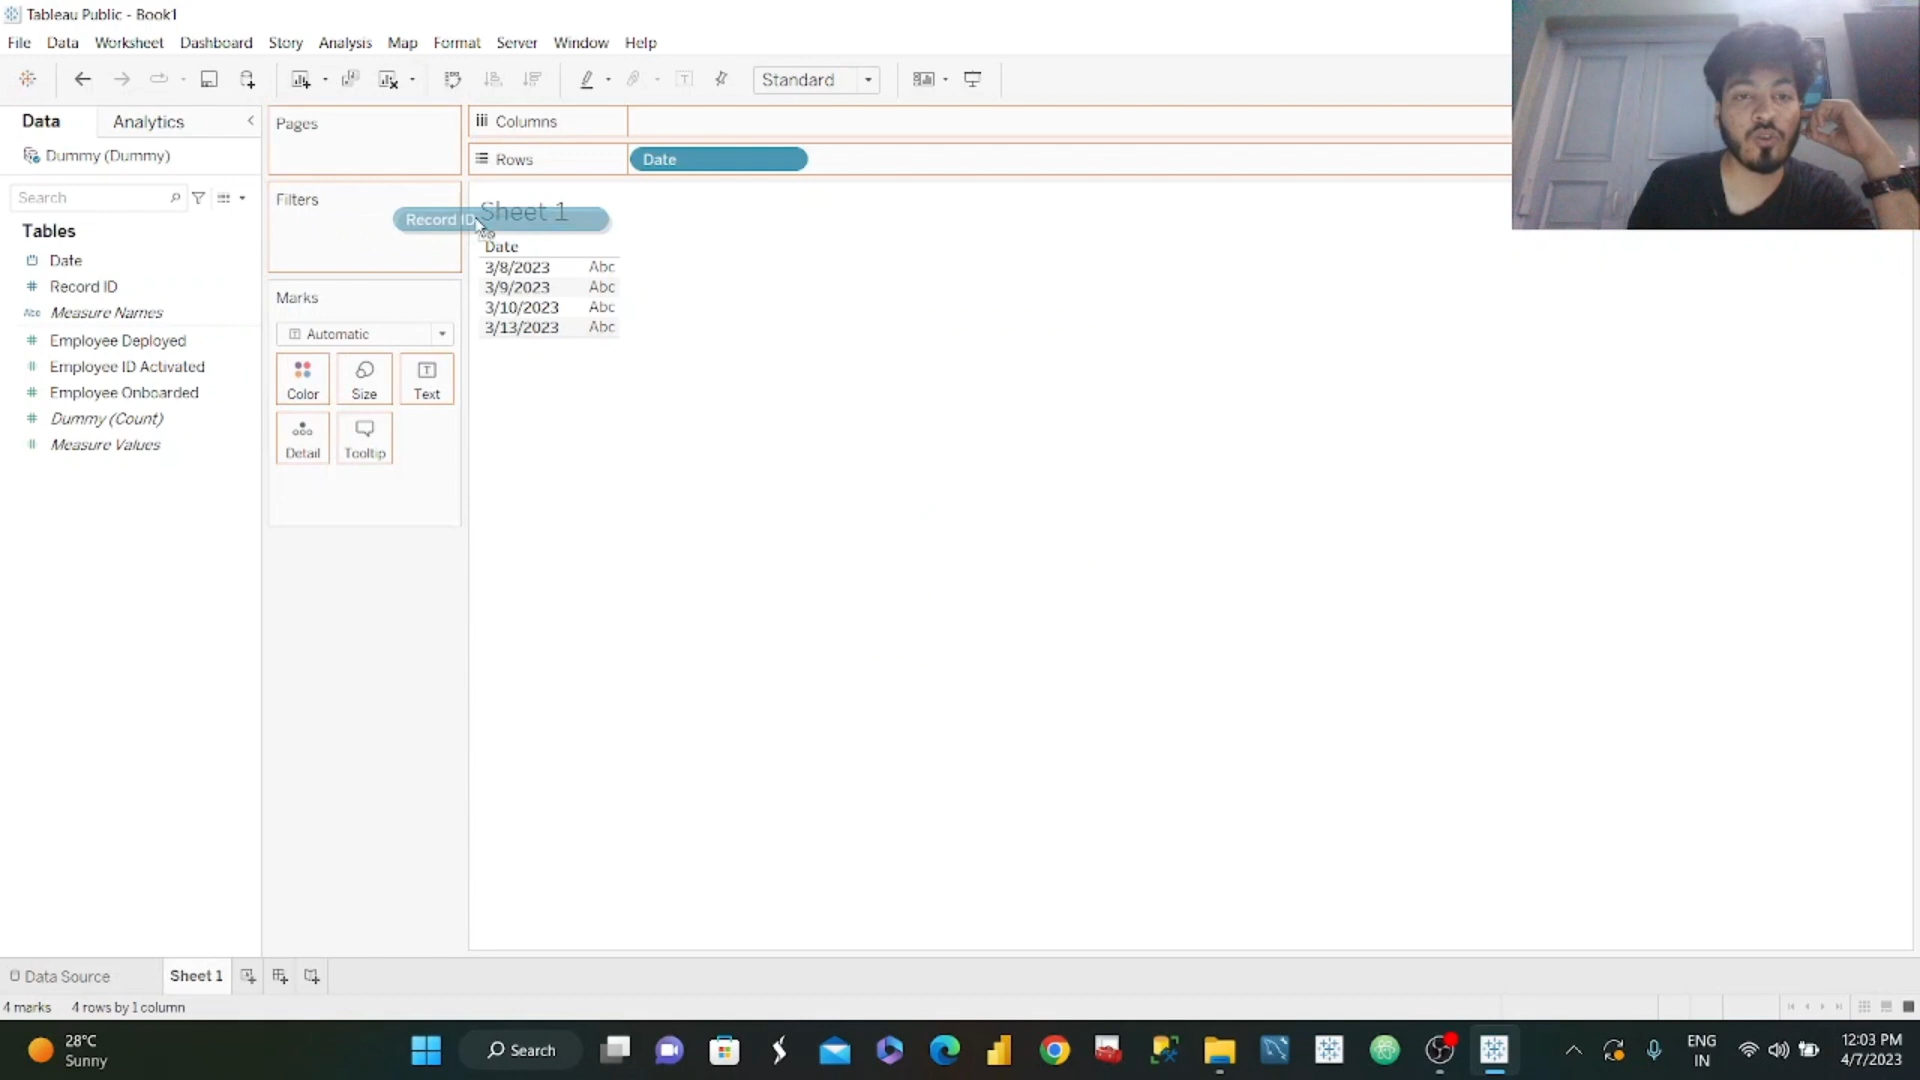 Tableau Public - Book1
File Data Worksheet Dashboard Story Analysis Map Format Server Window Help
Standard
Data Analytics
Pages
Columns
Rows Date
Dummy (Dummy)
Search
Filters
Record ID
Sheet 1
Tables
Date
Record ID
Abc Measure Names
Employee Deployed
Employee ID Activated
Employee Onboarded
Dummy (Count)
Measure Values
Marks
Automatic
Color Size Text
Detail Tooltip
Date
3/8/2023 Abc
3/9/2023 Abc
3/10/2023 Abc
3/13/2023 Abc
Data Source Sheet 1
4 marks 4 rows by 1 column
28°C
Sunny
Search
ENG
IN
12:03 PM
4/7/2023